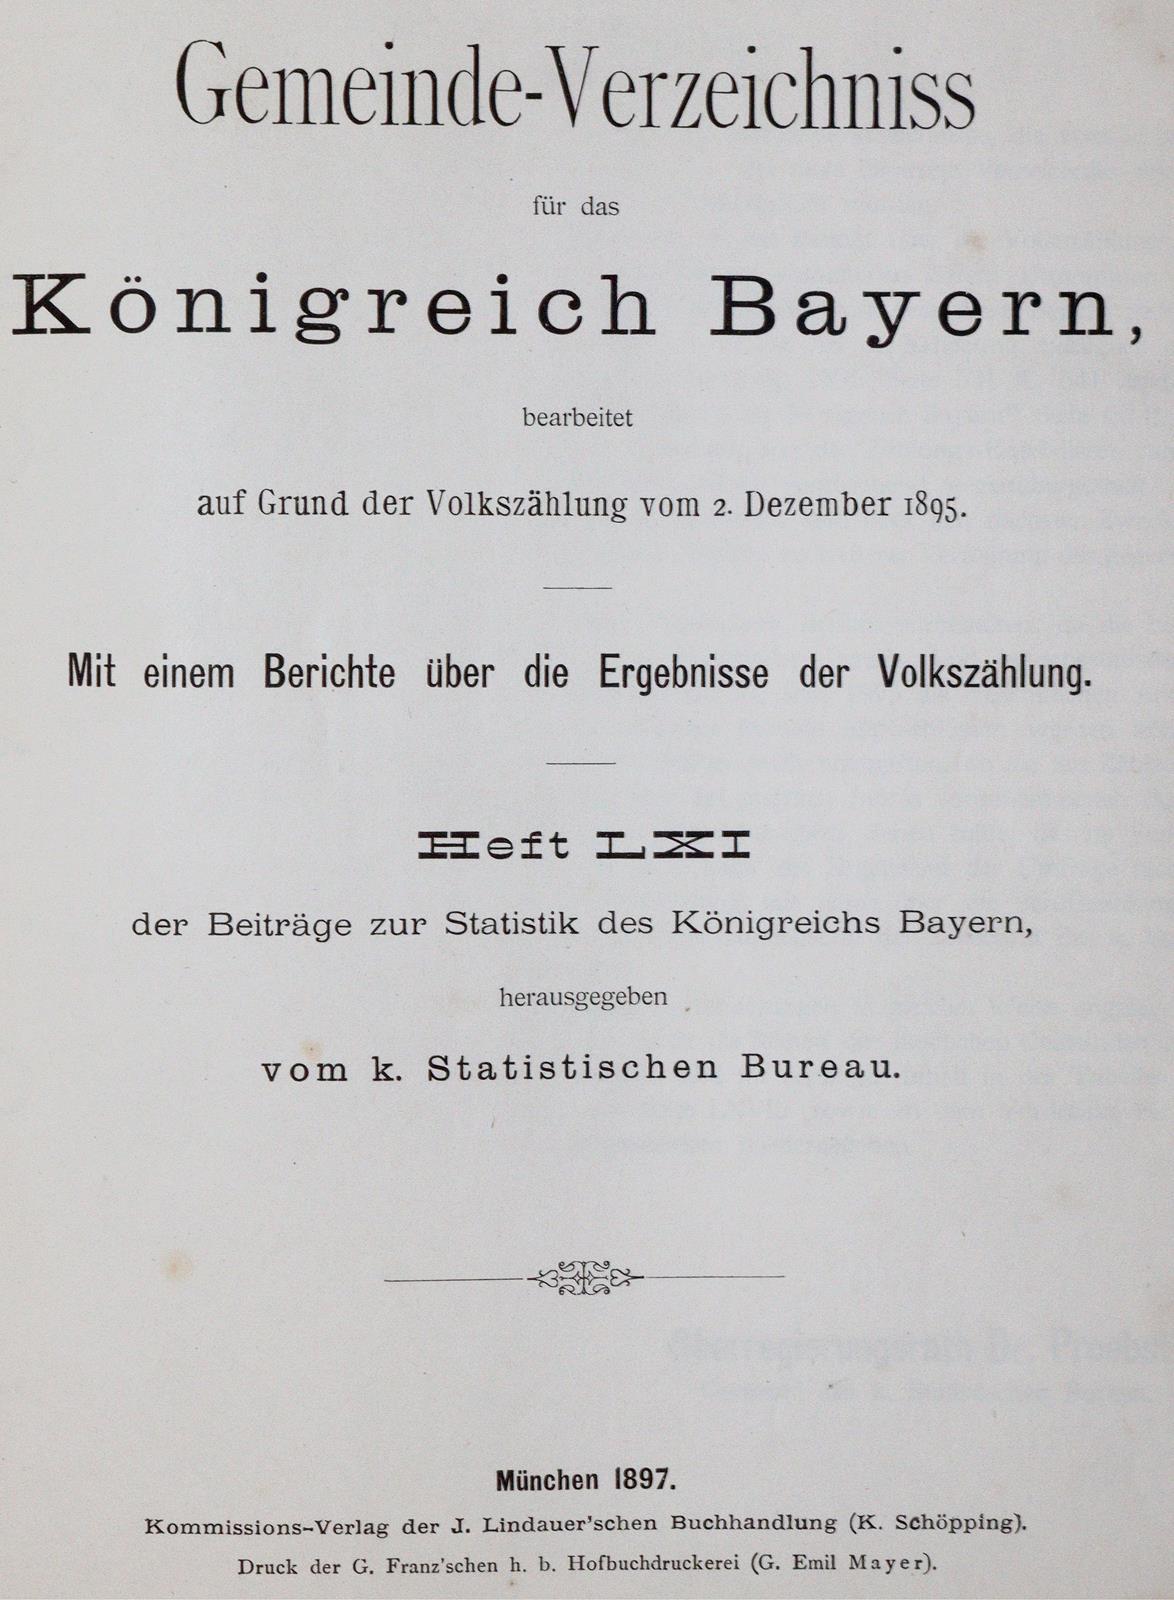 Gemeinde-Verzeichniss
für das
Königreich Bayern,
bearbeitet
auf Grund der Volkszählung vom 2. Dezember 1895.
Mit einem Berichte über die Ergebnisse der Volkszählung.
Heft LXI
der Beiträge zur Statistik des Königreichs Bayern,
herausgegeben
vom k. Statistischen Bureau.
München 1897.
Kommissions-Verlag der J. Lindauer'schen Buchhandlung (K. Schöpping).
Druck der G. Franz'schen h. b. Hofbuchdruckerei (G. Emil Mayer).